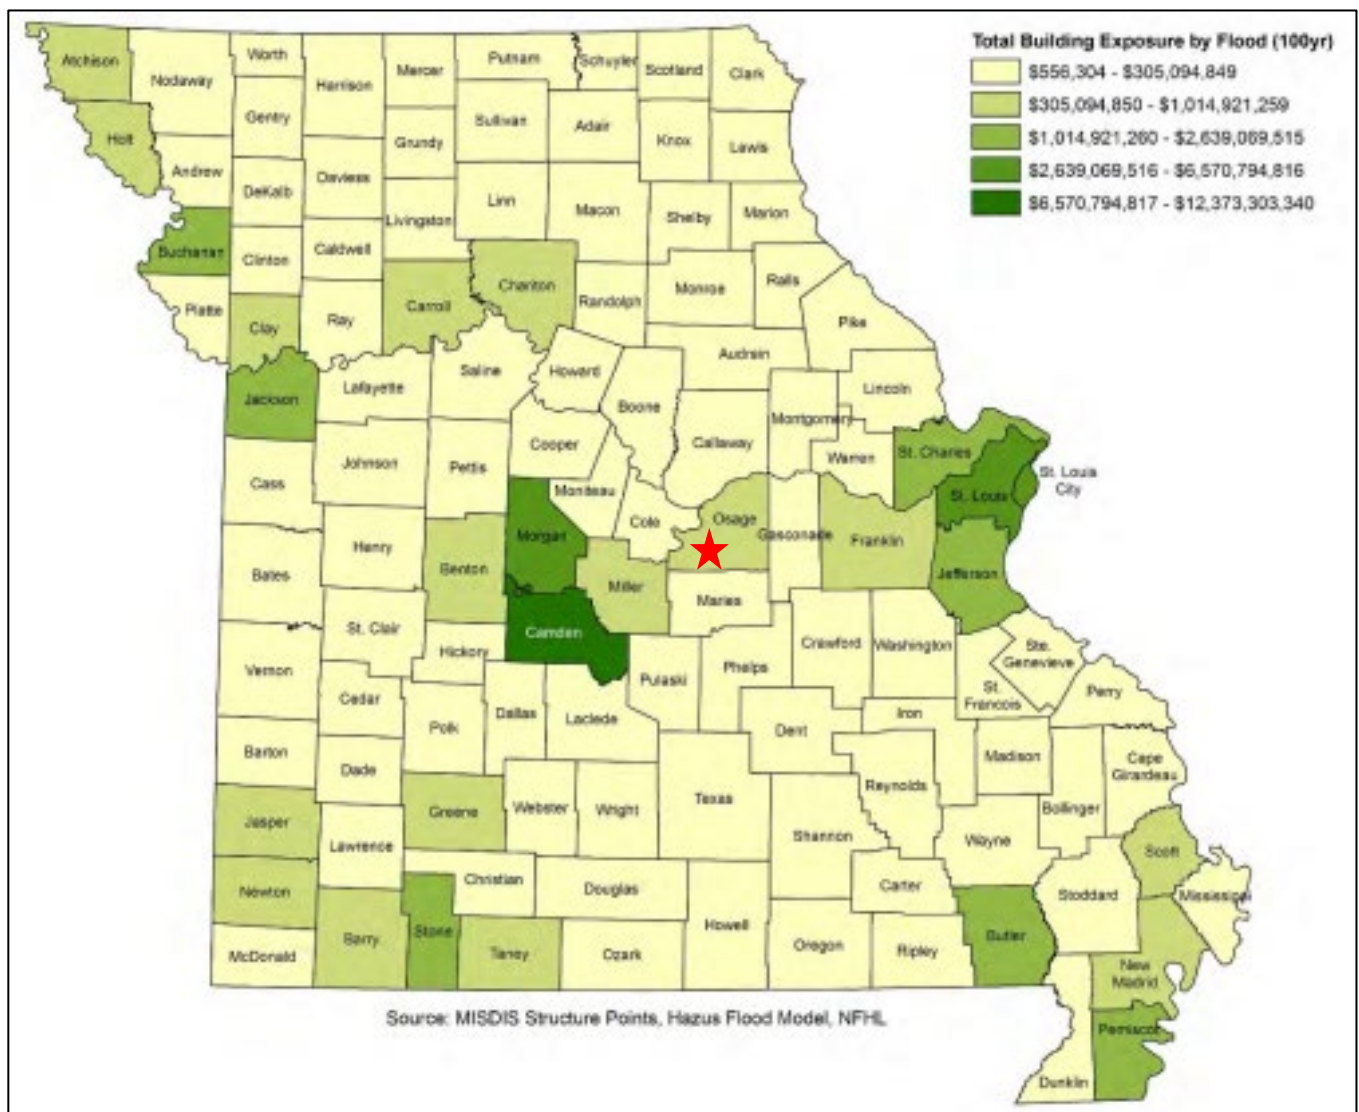 Total Building Exposure by Flood (100yr)
$556,304 - $305,094,849
$305,094,850 - $1,014,921,259
$1,014,921,260 - $2,639,069,515
$2,639,069,516 - $6,570,794,816
$6,570,794,817 - $12,373,303,340
Atchison
Nodaway
Worth
Harrison
Mercer
Putnam
Schuyler
Scotland
Clark
Holt
Andrew
Gentry
DeKalb
Daviess
Grundy
Sullivan
Adair
Knox
Lewis
Livingston
Linn
Macon
Shelby
Marion
Buchanan
Clinton
Caldwell
Platte
Clay
Ray
Carroll
Chariton
Randolph
Monroe
Ralls
Pike
Audrain
Jackson
Lafayette
Saline
Howard
Boone
Callaway
Montgomery
Lincoln
Warren
St. Charles
St. Louis
St. Louis
City
Cass
Johnson
Pettis
Cooper
Moniteau
Cole
Osage
Gasconade
Franklin
Jefferson
Bates
Henry
Benton
Morgan
Miller
Maries
Camden
Vernon
St. Clair
Hickory
Pulaski
Phelps
Crawford
Washington
Ste.
Genevieve
St.
Francois
Perry
Cedar
Polk
Dallas
Laclede
Dent
Iron
Madison
Cape
Girardeau
Barton
Dade
Greene
Webster
Wright
Texas
Reynolds
Bollinger
Jasper
Lawrence
Shannon
Wayne
Scott
Newton
Christian
Douglas
Carter
Stoddard
Mississippi
McDonald
Barry
Stone
Taney
Ozark
Howell
Oregon
Ripley
Butler
New
Madrid
Pemiscot
Dunklin
Source: MISDIS Structure Points, Hazus Flood Model, NFHL